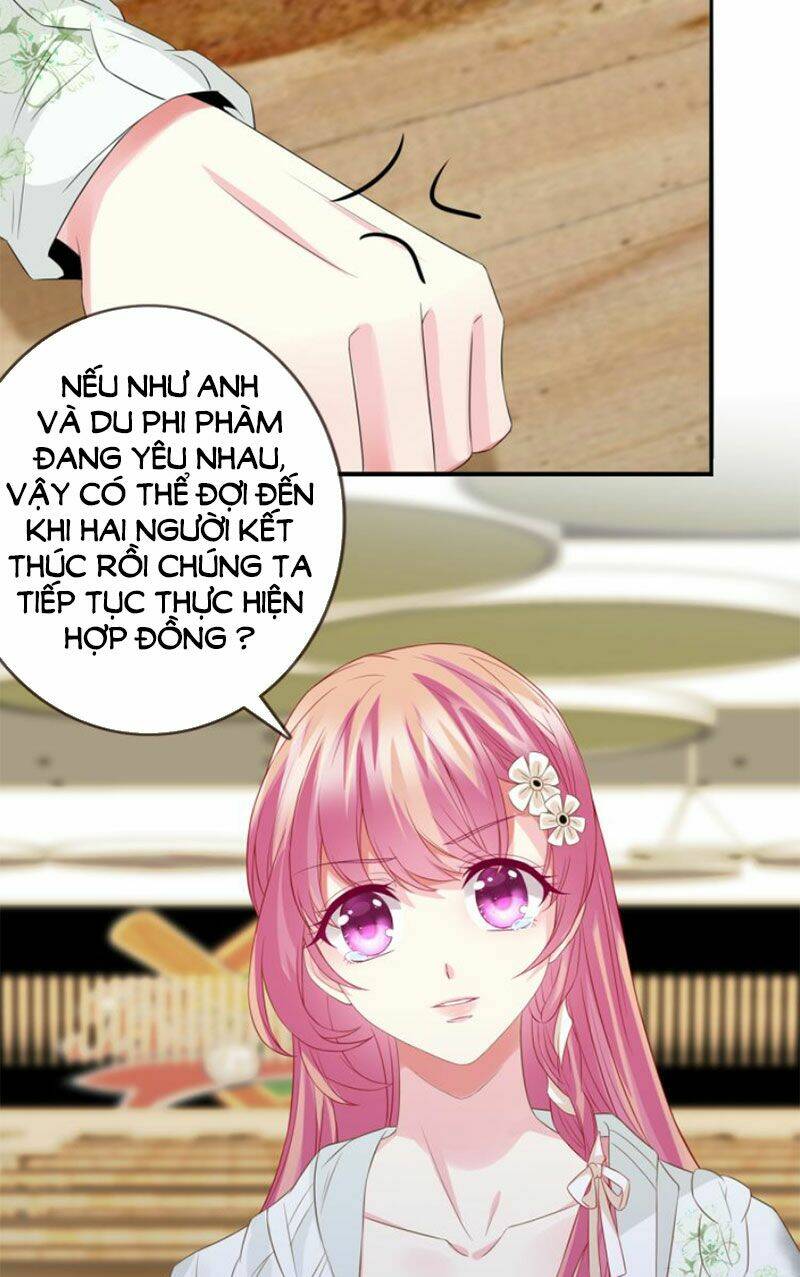 NẾU NHƯ ANH
VÀ DU PHI PHÀM
ĐANG YÊU NHAU,
VẬY CÓ THỂ ĐỢI ĐẾN
KHI HAI NGƯỜI KẾT
THÚC RỒI CHÚNG TA
TIẾP TỤC THỰC HIỆN
HỢP ĐỒNG ?